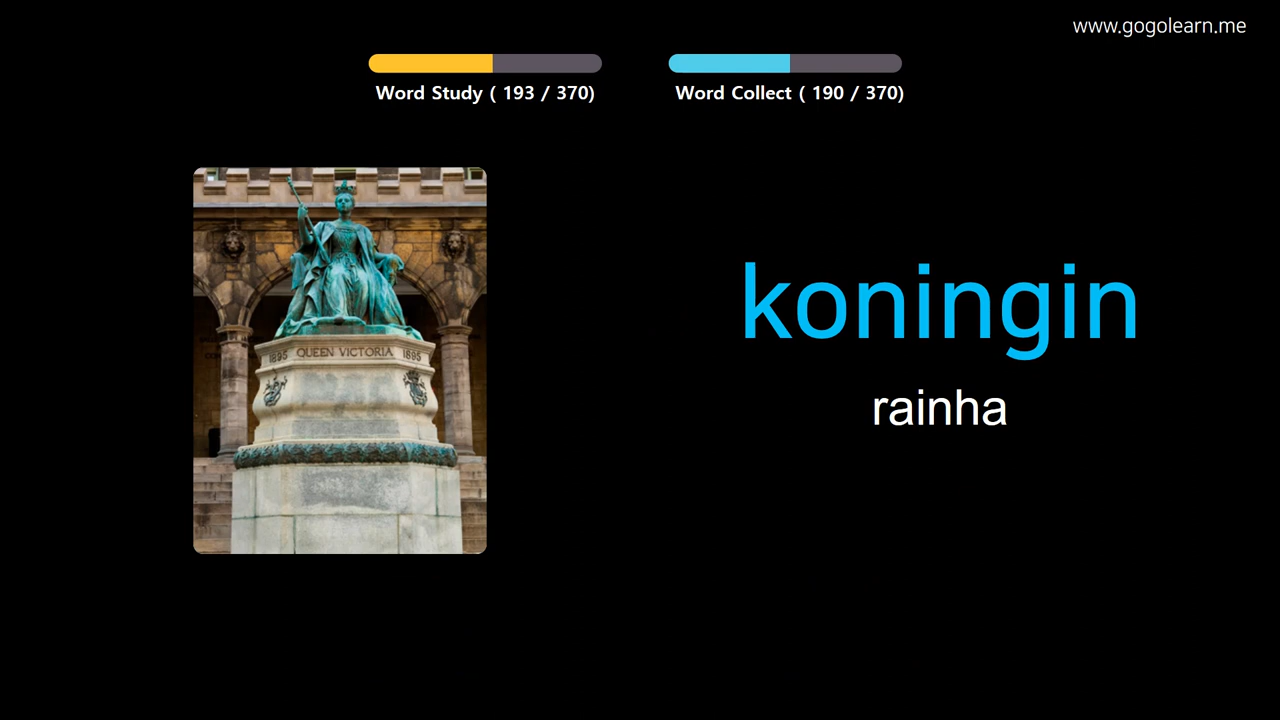 www.gogolearn.me
Word Study ( 193 / 370)
Word Collect ( 190 / 370)
1895 QUEEN VICTORIA 1895
koningin
rainha